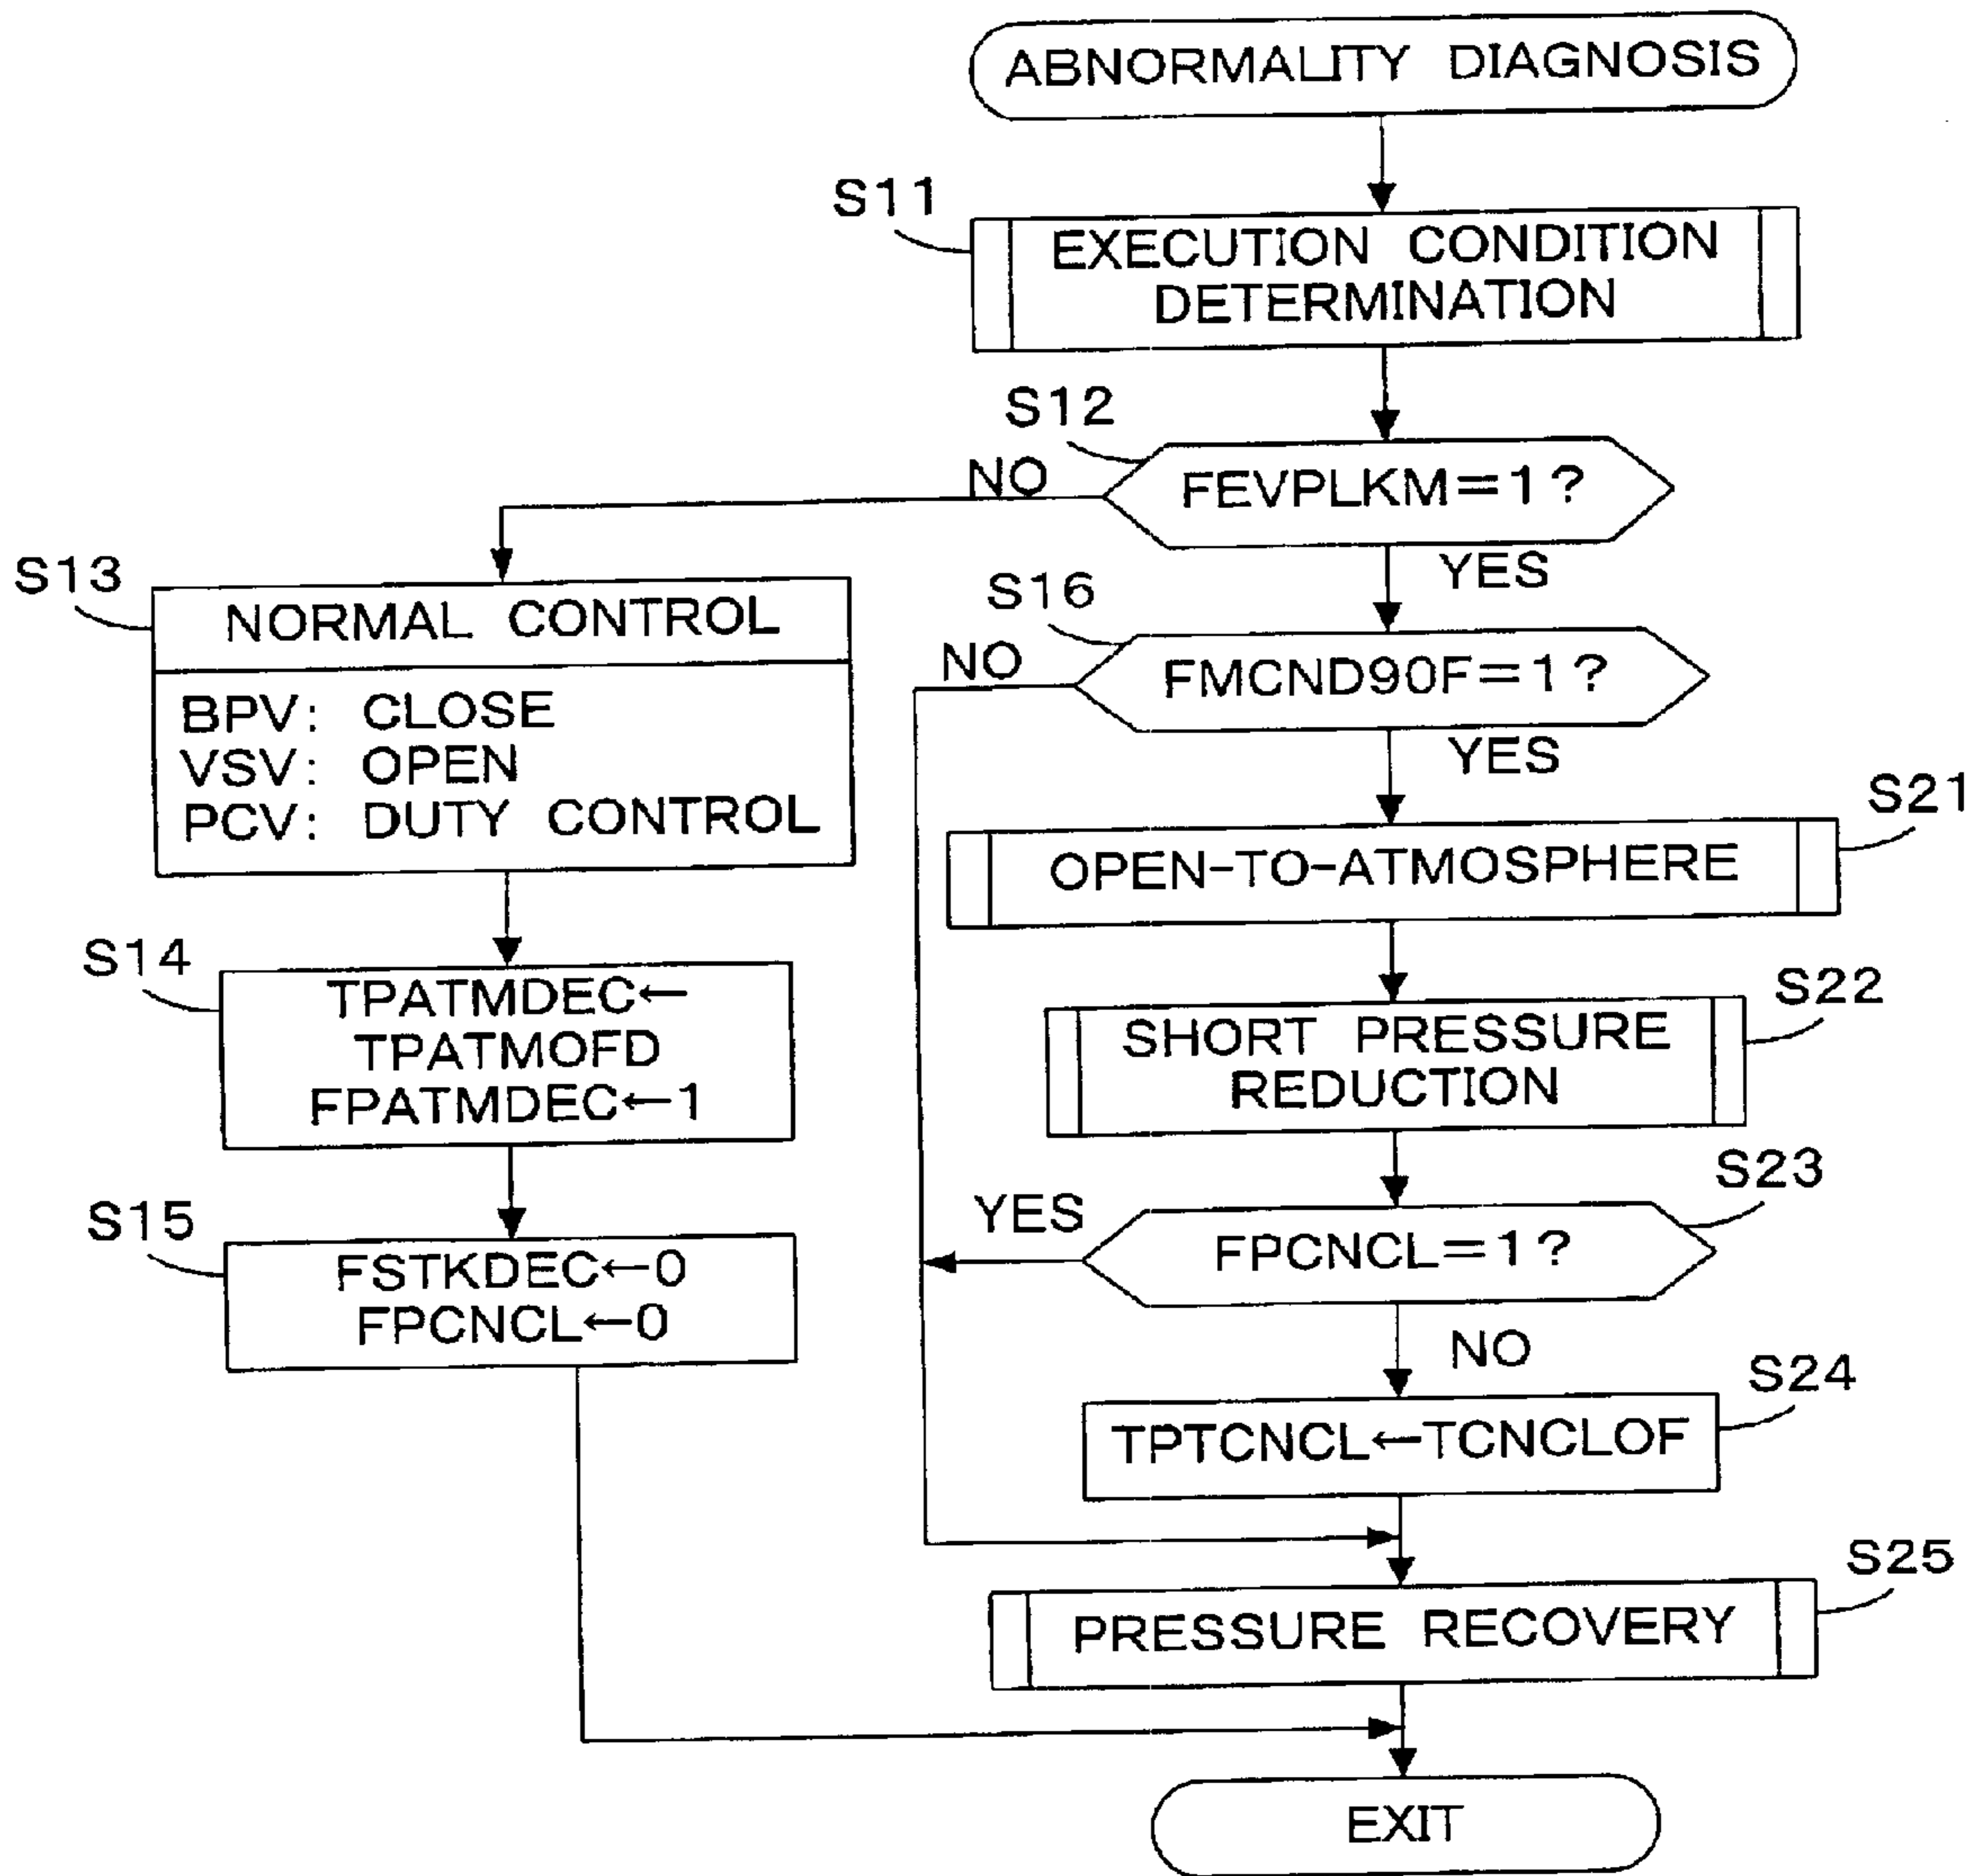 ABNORMALITY DIAGNOSIS
S11
EXECUTION CONDITION
DETERMINATION
S12
NO
FEVPLKM=1?
YES
S13
NORMAL CONTROL
BPV: CLOSE
VSV: OPEN
PCV: DUTY CONTROL
S16
NO
FMCND90F=1?
YES
S21
OPEN-TO-ATMOSPHERE
S14
TPATMDEC←
TPATMOFD
FPATMDEC←1
S22
SHORT PRESSURE
REDUCTION
S15
FSTKDEC←0
FPCNCL←0
S23
YES
FPCNCL=1?
NO
S24
TPTCNCL←TCNCLOF
S25
PRESSURE RECOVERY
EXIT